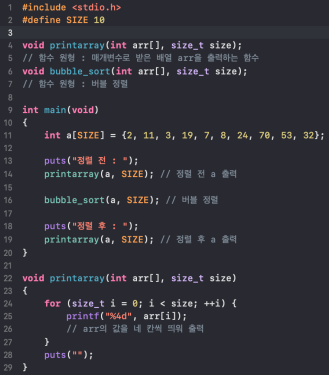 1 #include <stdio.h>
2 #define SIZE 10
3
4 void printarray(int arr[], size_t size);
5 // 함수 원형 : 매개변수로 받은 배열 arr을 출력하는 함수
6 void bubble_sort(int arr[], size_t size);
7 // 함수 원형 : 버블 정렬
8
9 int main(void)
10 {
11     int a[SIZE] = {2, 11, 3, 19, 7, 8, 24, 70, 53, 32};
12
13     puts("정렬 전 : ");
14     printarray(a, SIZE); // 정렬 전 a 출력
15
16     bubble_sort(a, SIZE); // 버블 정렬
17
18     puts("정렬 후 : ");
19     printarray(a, SIZE); // 정렬 후 a 출력
20 }
21
22 void printarray(int arr[], size_t size)
23 {
24     for (size_t i = 0; i < size; ++i) {
25         printf("%4d", arr[i]);
26         // arr의 값을 네 칸씩 띄워 출력
27     }
28     puts("");
29 }